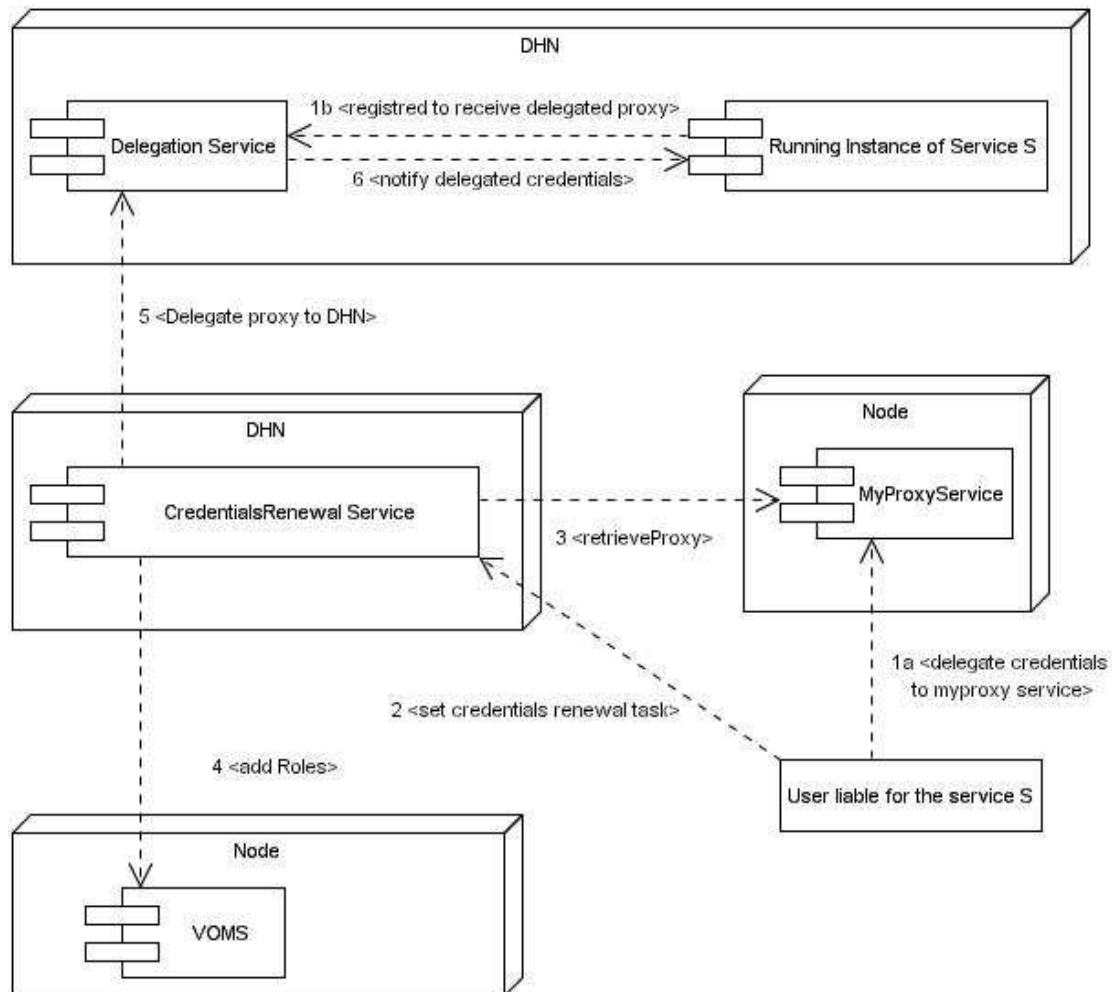 DHN
1b <registred to receive delegated proxy>
Delegation Service
Running Instance of Service S
6 <notify delegated credentials>
5 <Delegate proxy to DHN>
DHN
Node
CredentialsRenewal Service
MyProxyService
3 <retrieveProxy>
1a <delegate credentials
to myproxy service>
2 <set credentials renewal task>
4 <add Roles>
User liable for the service S
Node
VOMS